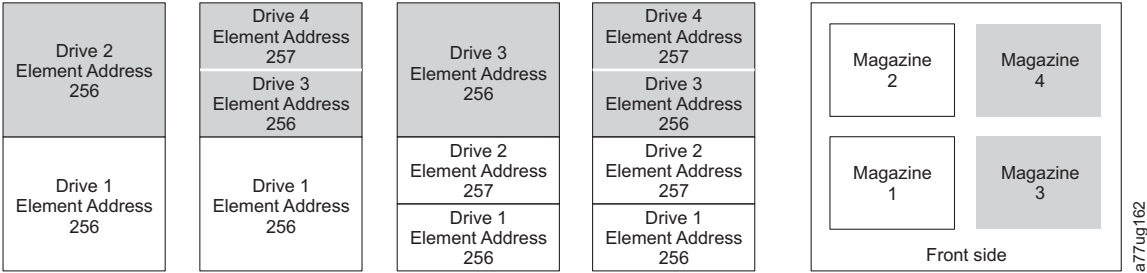 Drive 2
Element Address
256
Drive 1
Element Address
256
Drive 4
Element Address
257
Drive 3
Element Address
256
Drive 1
Element Address
256
Drive 3
Element Address
256
Drive 2
Element Address
257
Drive 1
Element Address
256
Drive 4
Element Address
257
Drive 3
Element Address
256
Drive 2
Element Address
257
Drive 1
Element Address
256
Magazine
2
Magazine
4
Magazine
1
Magazine
3
Front side
a77ug162